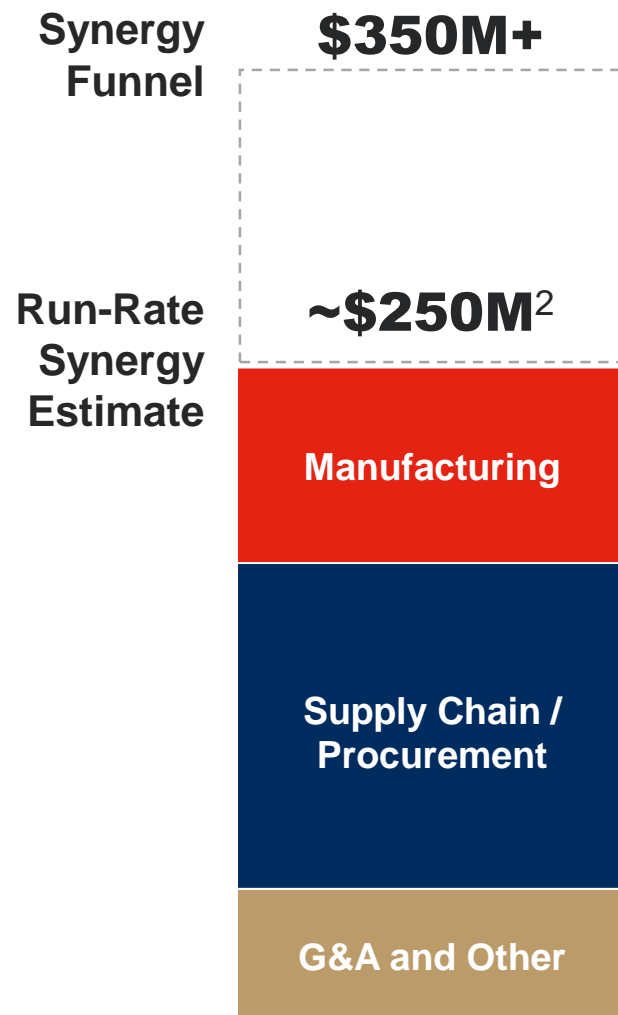 Synergy
Funnel
$350M+
Run-Rate
Synergy
Estimate
~$250M²
Manufacturing
Supply Chain /
Procurement
G&A and Other